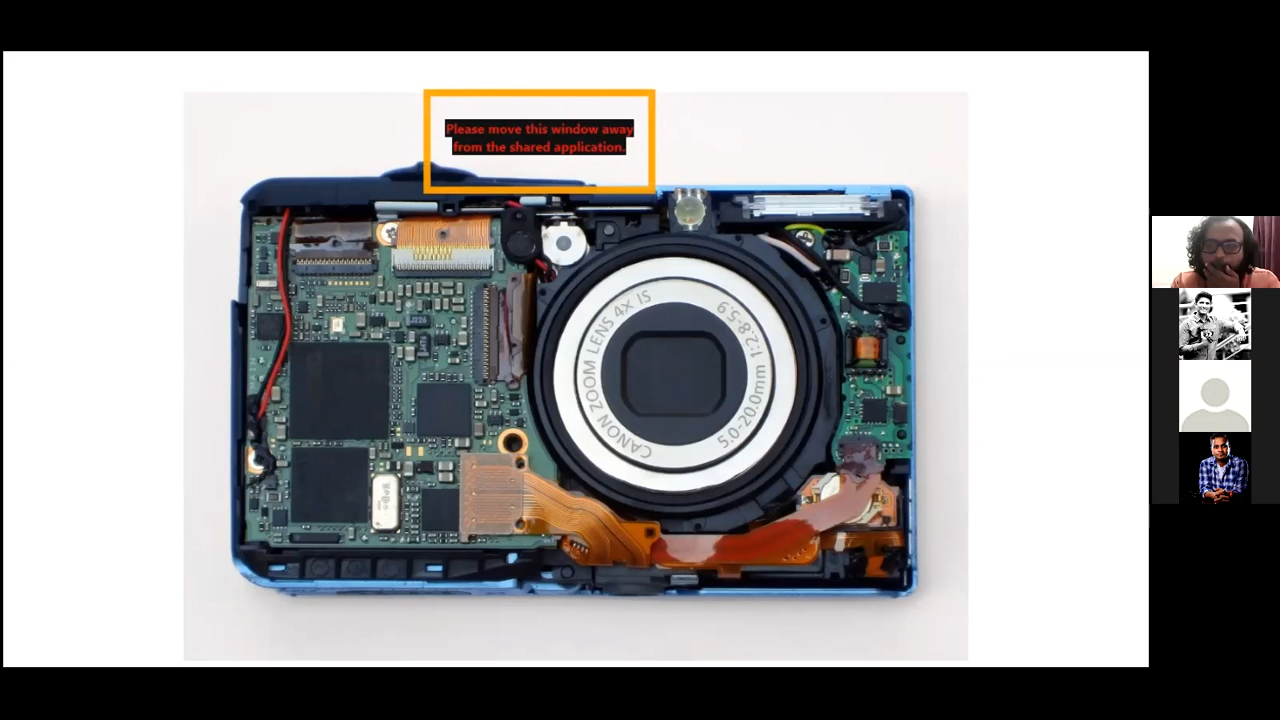 Please move this window away
from the shared application.
CANON ZOOM LENS 4X IS
5.0-20.0mm 1:2.8-5.9